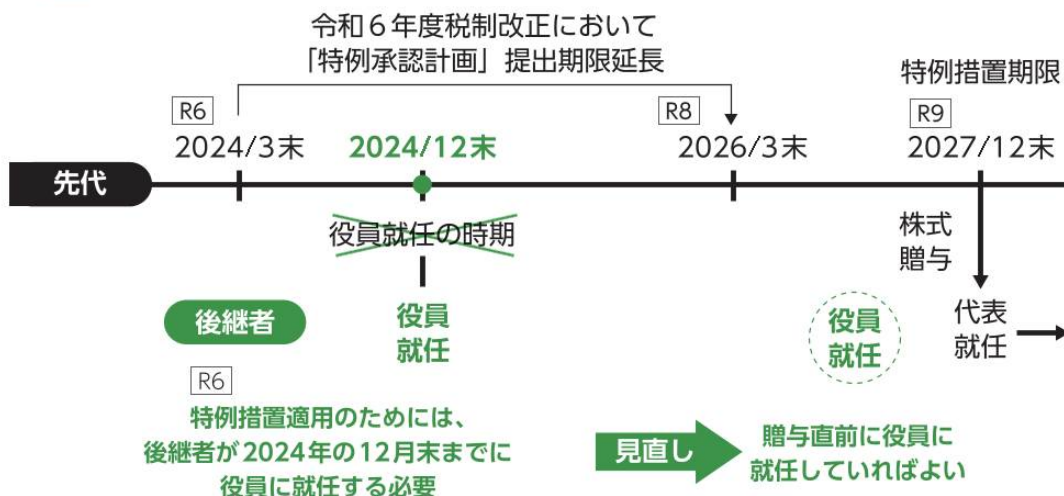 令和6年度税制改正において
「特例承認計画」提出期限延長
特例措置期限
R6
R8
R9
2024/3末
2024/12末
2026/3末
2027/12末
先代
役員就任の時期
株式
贈与
後継者
役員
就任
役員
就任
代表
就任
R6
特例措置適用のためには、
後継者が2024年の12月末までに
役員に就任する必要
見直し
贈与直前に役員に
就任していればよい